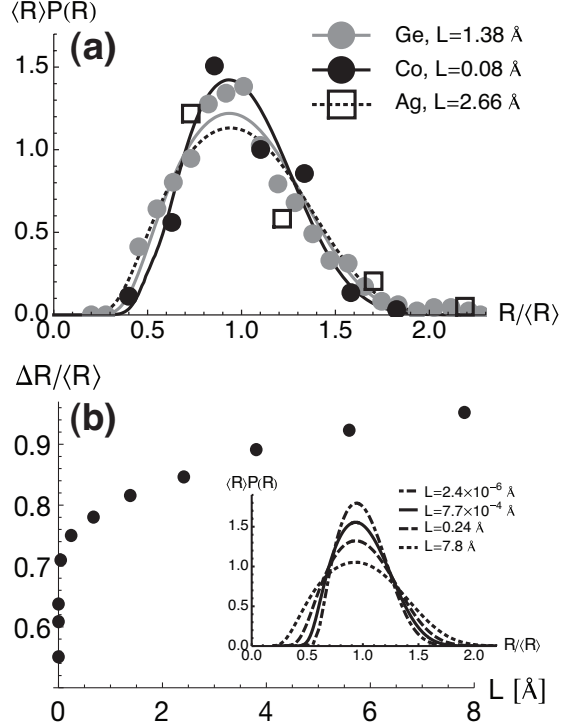 ⟨R⟩P(R)
(a)
Ge, L=1.38 Å
Co, L=0.08 Å
Ag, L=2.66 Å
1.5
1.0
0.5
0.0
0.0 0.5 1.0 1.5 2.0 R/⟨R⟩
ΔR/⟨R⟩
(b)
0.9
0.8
0.7
0.6
⟨R⟩P(R)
L=2.4×10⁻⁶ Å
L=7.7×10⁻⁴ Å
L=0.24 Å
L=7.8 Å
1.5
1.0
0.5
0.0
0.0 0.5 1.0 1.5 2.0 R/⟨R⟩
0 2 4 6 8 L [Å]